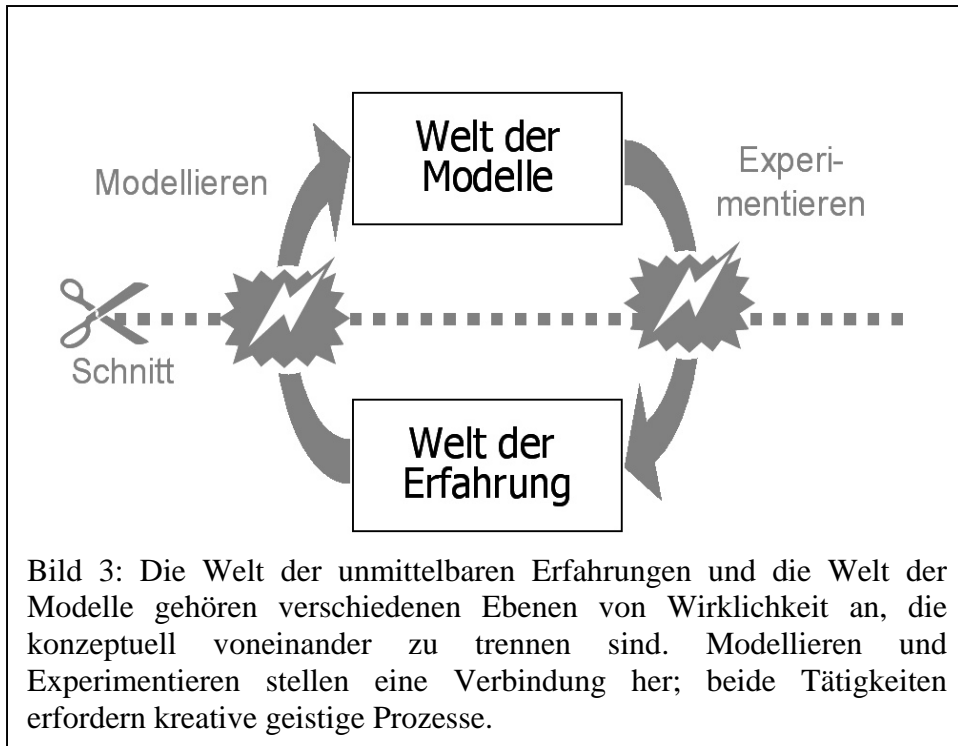 Welt der
Modelle
Modellieren
Experi-
mentieren
Schnitt
Welt der
Erfahrung
Bild 3: Die Welt der unmittelbaren Erfahrungen und die Welt der
Modelle gehören verschiedenen Ebenen von Wirklichkeit an, die
konzeptuell voneinander zu trennen sind. Modellieren und
Experimentieren stellen eine Verbindung her; beide Tätigkeiten
erfordern kreative geistige Prozesse.